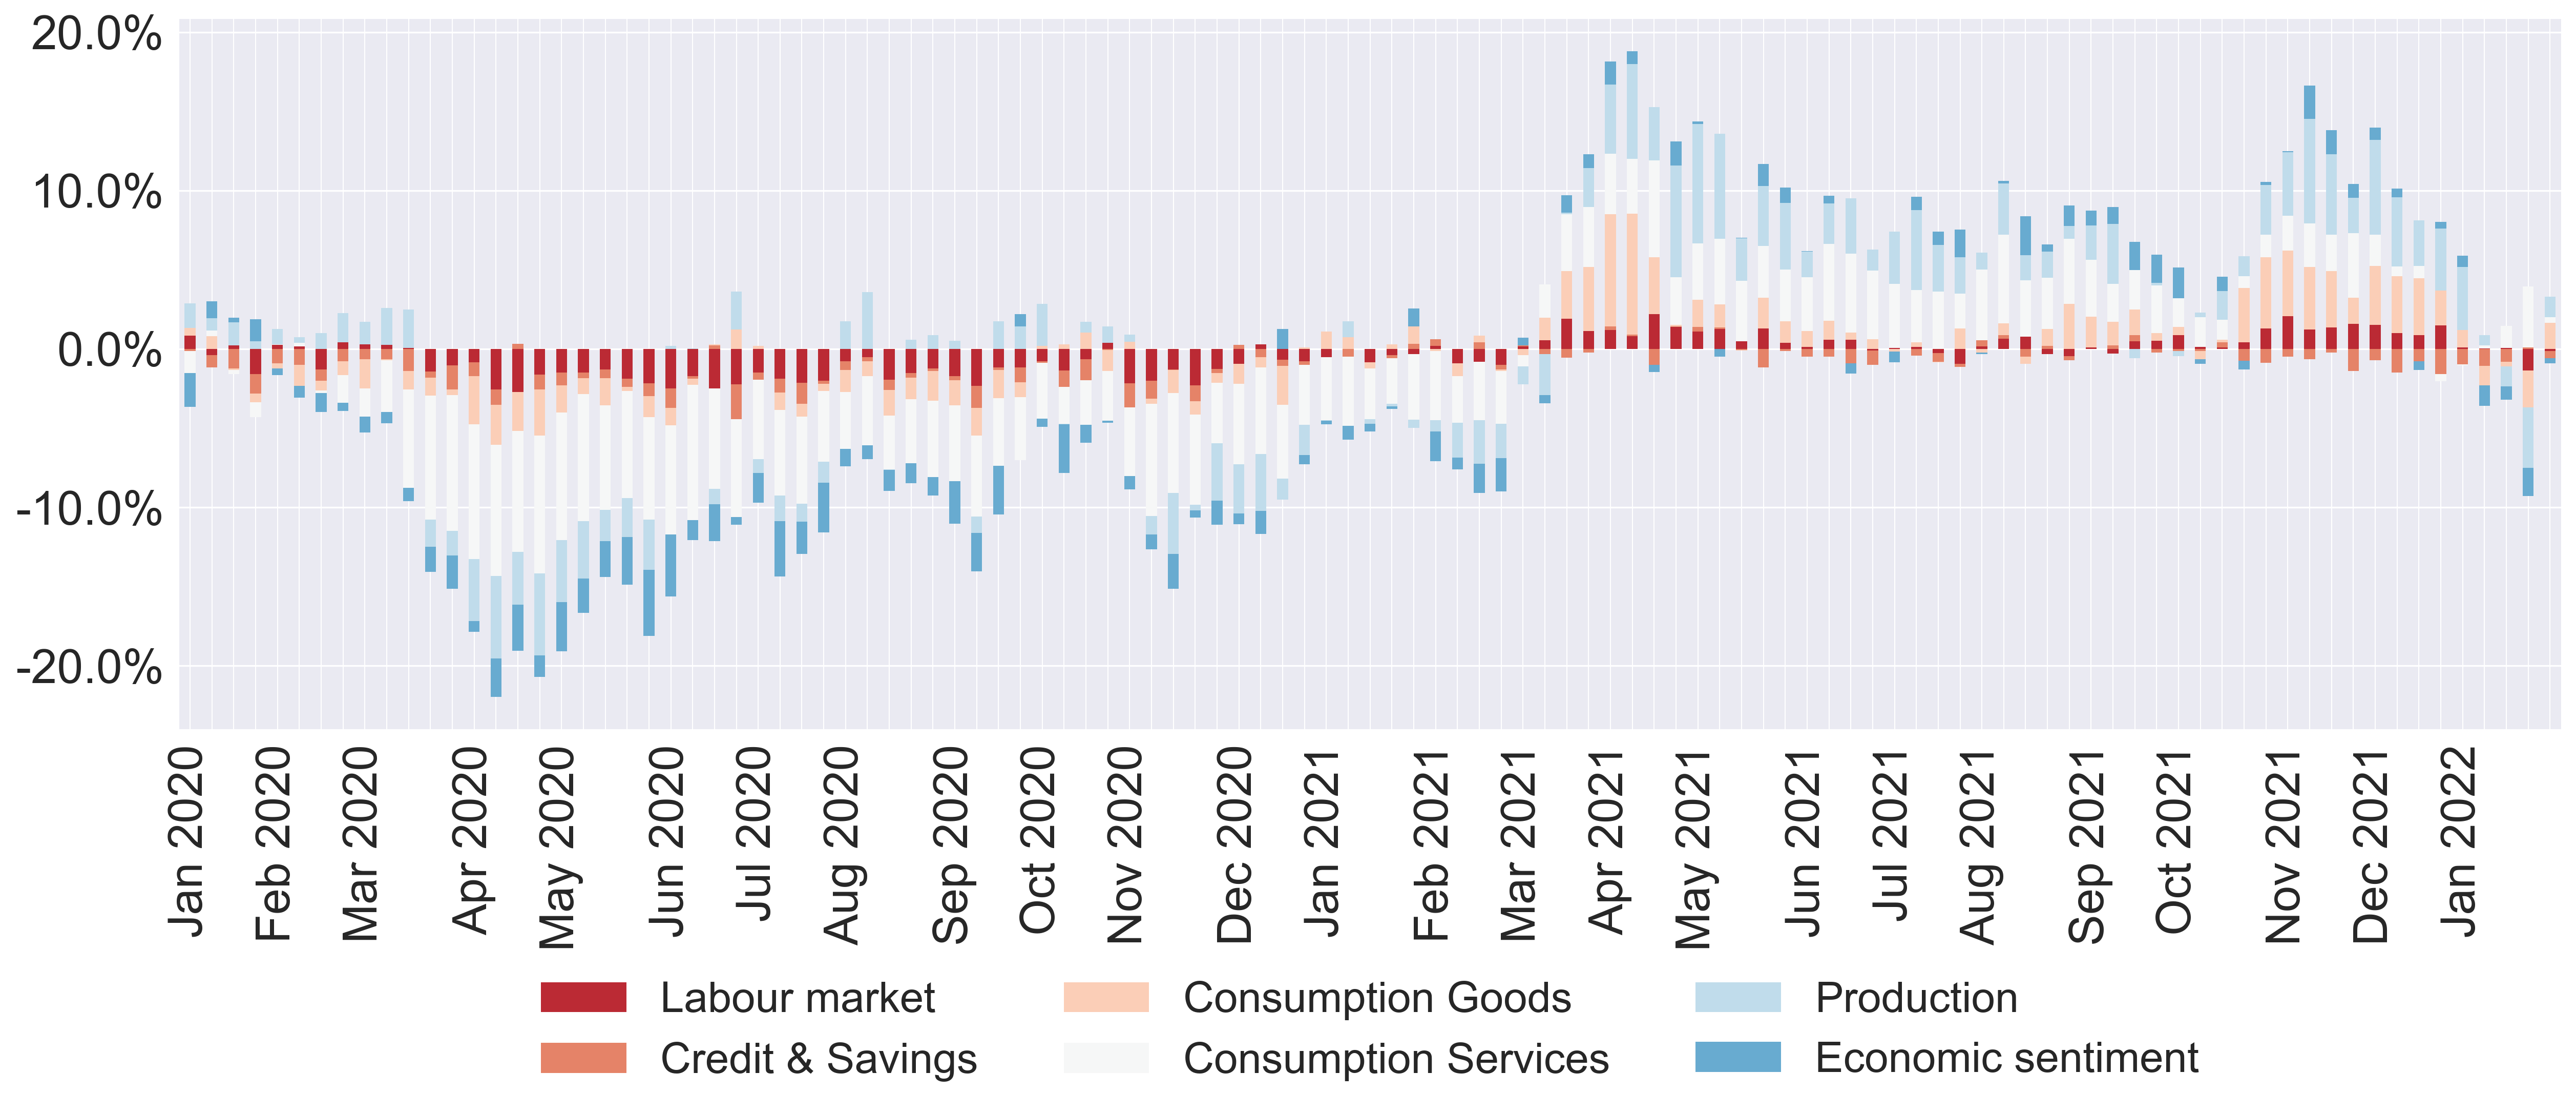 20.0%
10.0%
0.0%
-10.0%
-20.0%
Jan 2020
Feb 2020
Mar 2020
Apr 2020
May 2020
Jun 2020
Jul 2020
Aug 2020
Sep 2020
Oct 2020
Nov 2020
Dec 2020
Jan 2021
Feb 2021
Mar 2021
Apr 2021
May 2021
Jun 2021
Jul 2021
Aug 2021
Sep 2021
Oct 2021
Nov 2021
Dec 2021
Jan 2022
Labour market
Consumption Goods
Production
Credit & Savings
Consumption Services
Economic sentiment